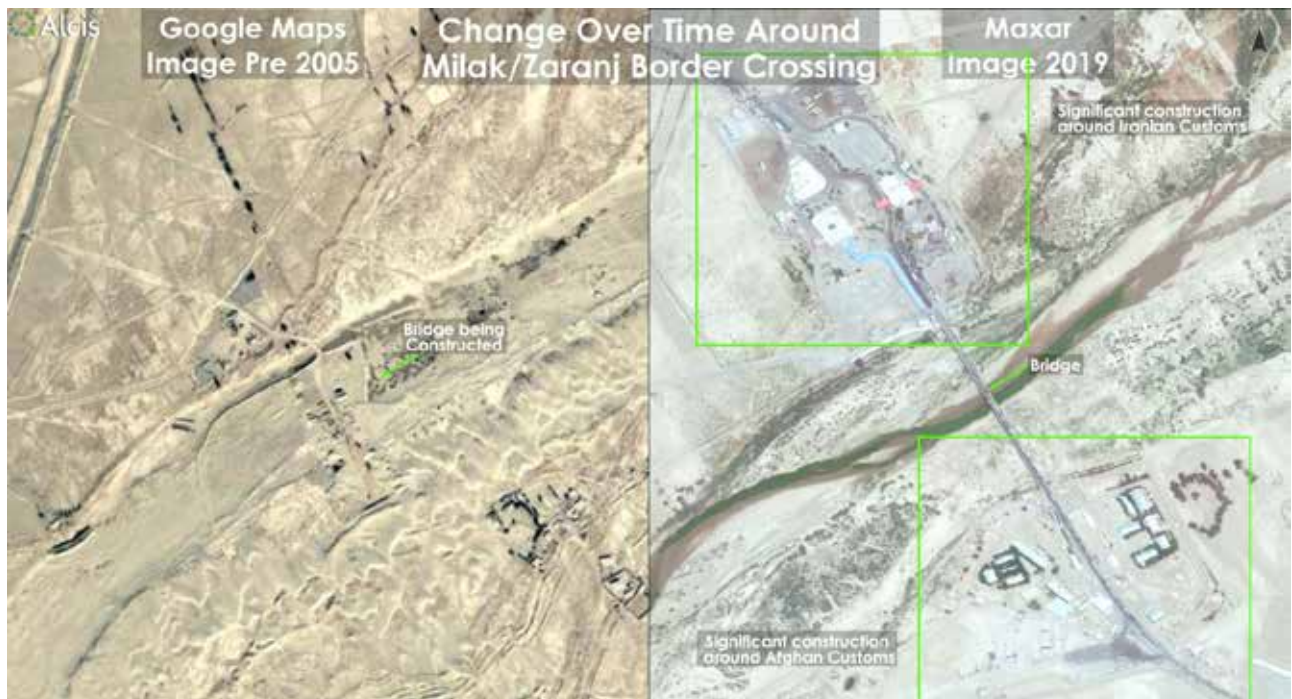 Alcis
Google Maps
Image Pre 2005
Change Over Time Around
Milak/Zaranj Border Crossing
Maxar
Image 2019
Significant construction
around Iranian Customs
Bridge being
Constructed
Bridge
Significant construction
around Afghan Customs